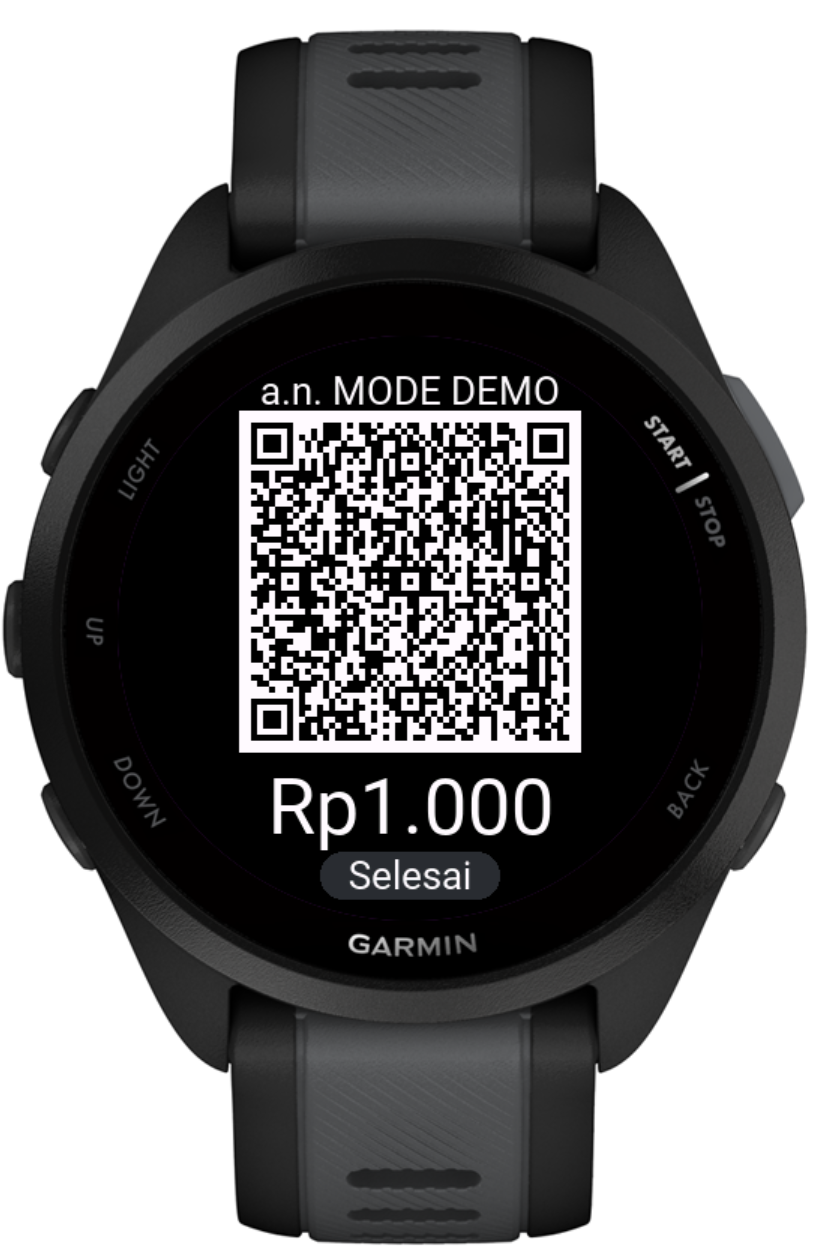 a.n. MODE DEMO
LIGHT
START
STOP
UP
DOWN
BACK
Rp1.000
Selesai
GARMIN